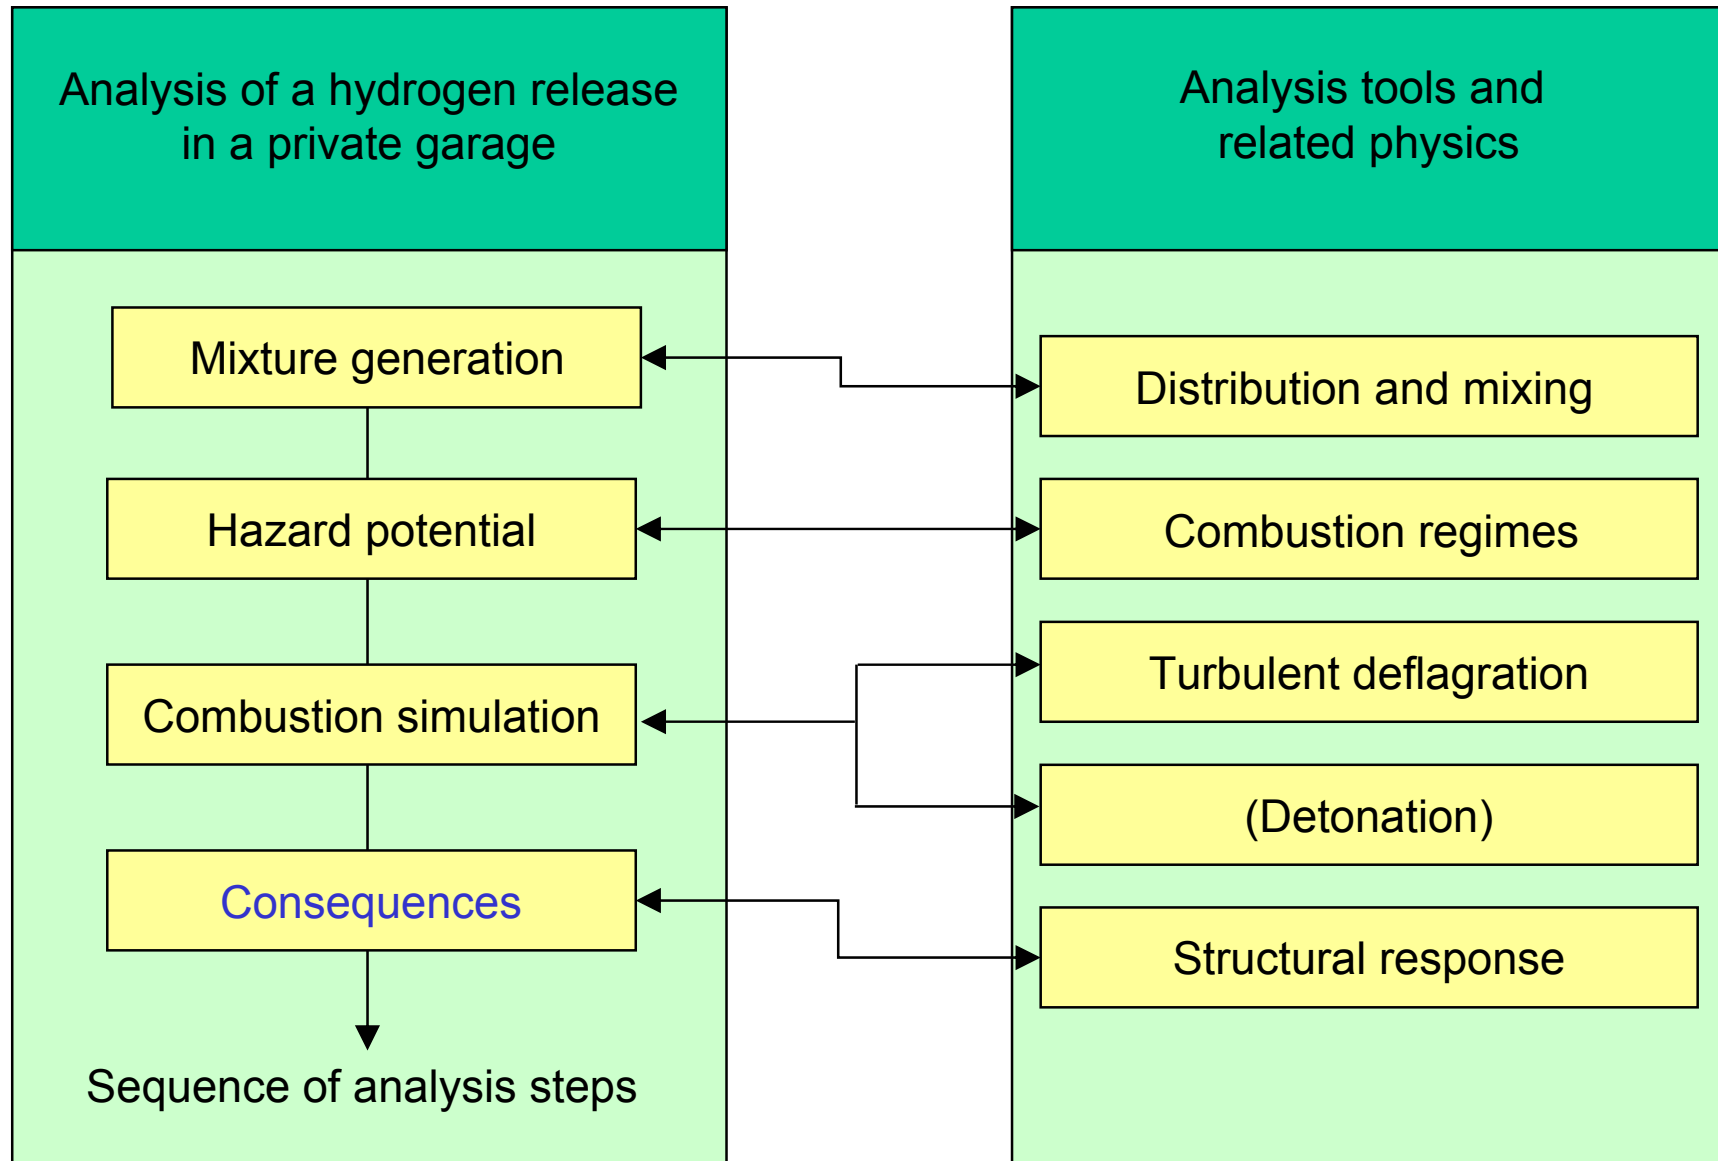 Analysis of a hydrogen release
in a private garage
Mixture generation
Hazard potential
Combustion simulation
Consequences
Sequence of analysis steps
Analysis tools and
related physics
Distribution and mixing
Combustion regimes
Turbulent deflagration
(Detonation)
Structural response